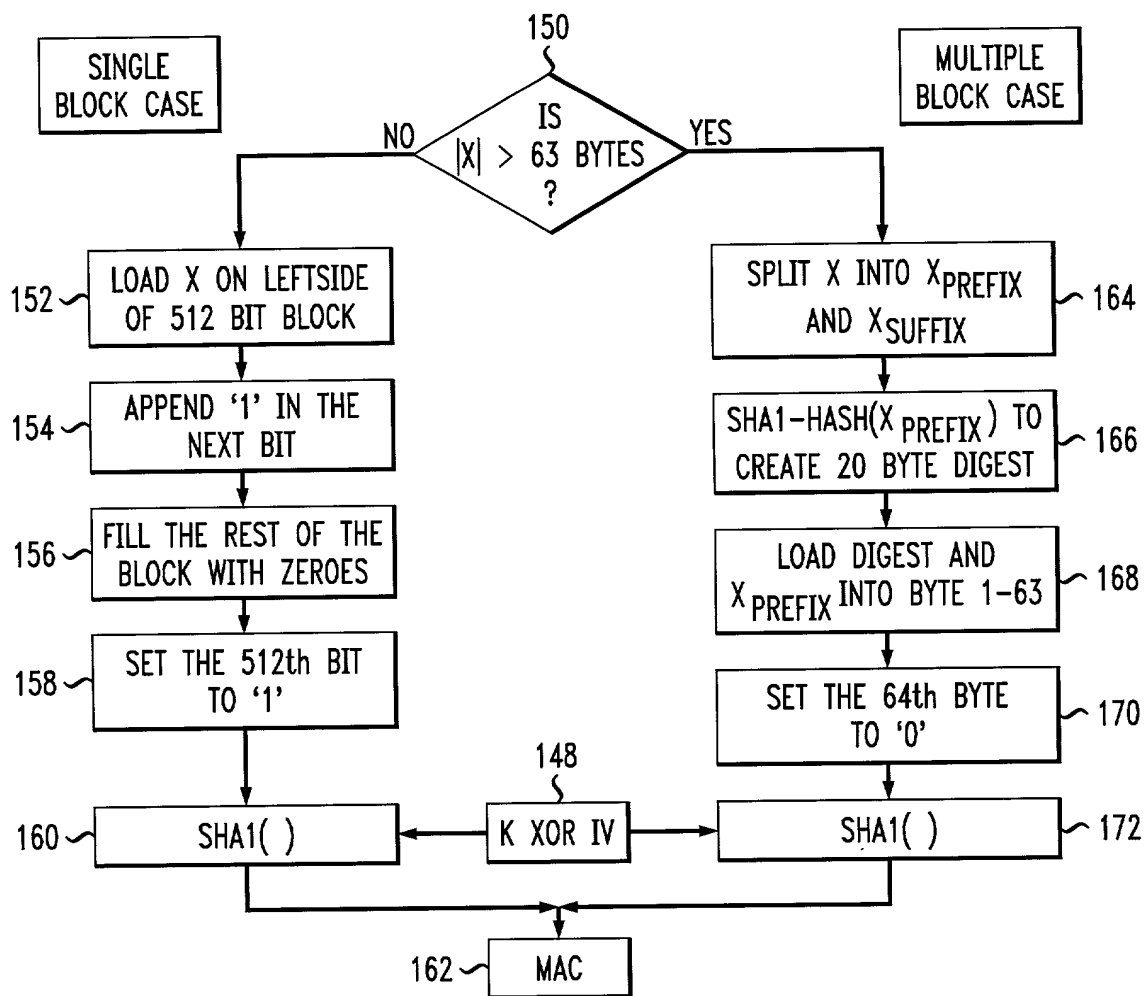 150
SINGLE
BLOCK CASE
MULTIPLE
BLOCK CASE
IS
|X| > 63 BYTES
?
NO
YES
152
LOAD X ON LEFTSIDE
OF 512 BIT BLOCK
154
APPEND ‘1’ IN THE
NEXT BIT
156
FILL THE REST OF THE
BLOCK WITH ZEROES
158
SET THE 512th BIT
TO ‘1’
160
SHA1( )
SPLIT X INTO XPREFIX
AND XSUFFIX
164
SHA1-HASH(XPREFIX) TO
CREATE 20 BYTE DIGEST
166
LOAD DIGEST AND
XPREFIX INTO BYTE 1-63
168
SET THE 64th BYTE
TO ‘0’
170
148
K XOR IV
SHA1( )
172
162
MAC